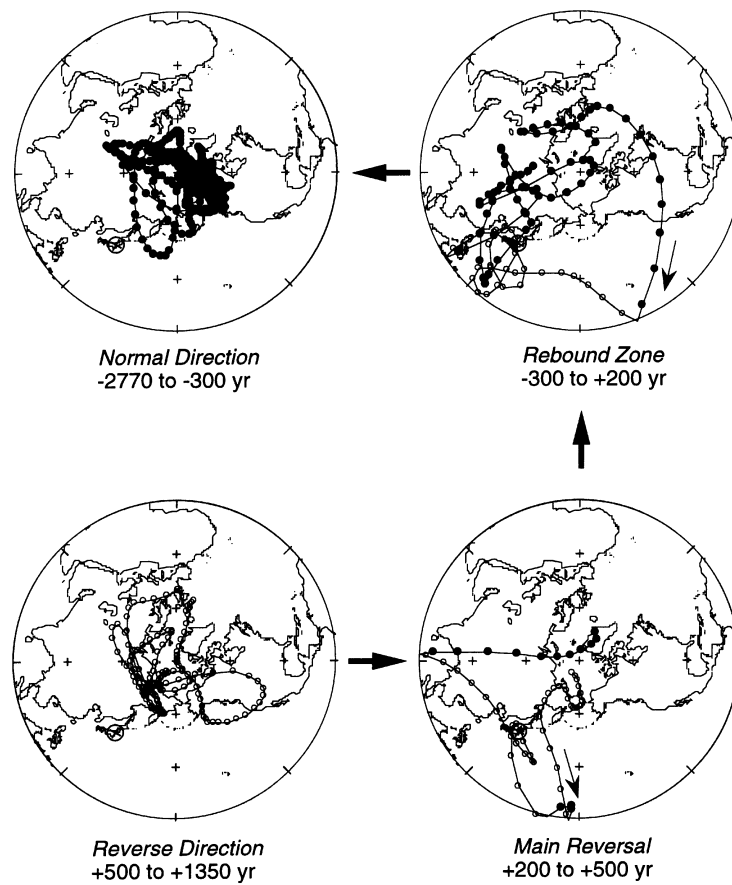 Normal Direction
-2770 to -300 yr
Rebound Zone
-300 to +200 yr
Reverse Direction
+500 to +1350 yr
Main Reversal
+200 to +500 yr